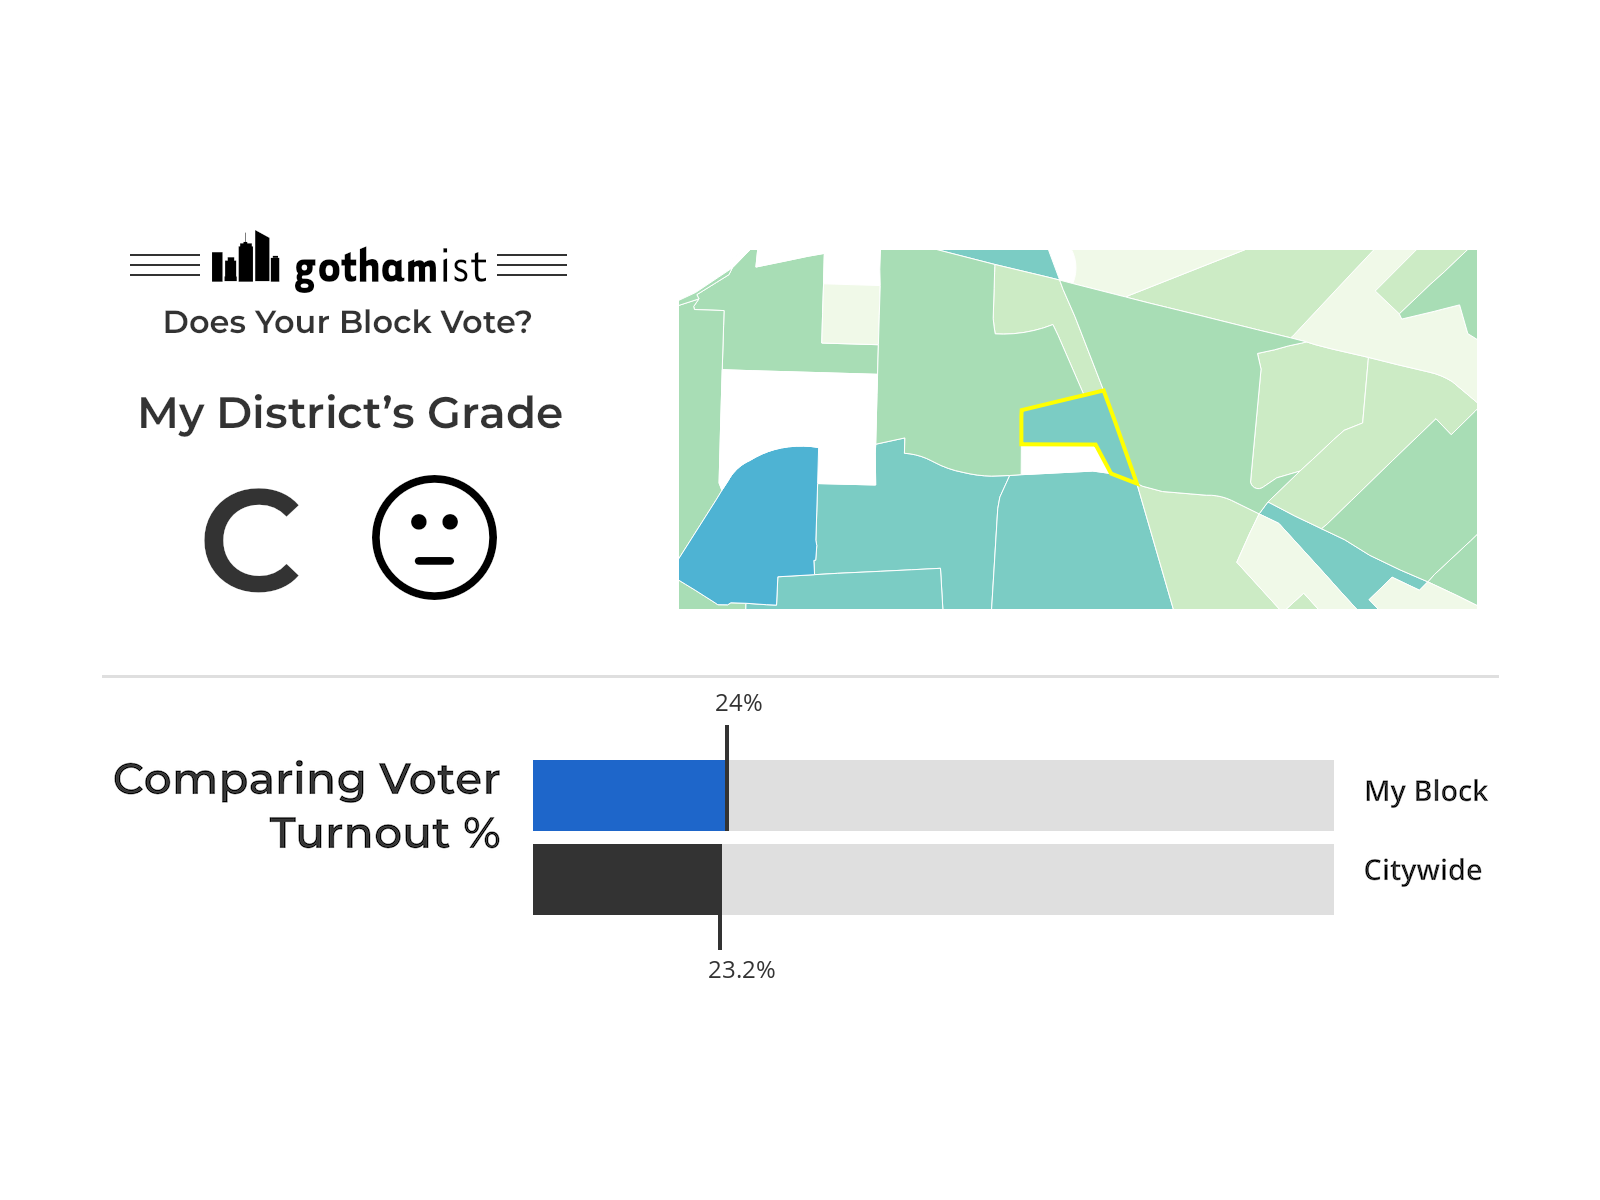 gothamist
Does Your Block Vote?
My District’s Grade
C
24%
Comparing Voter
Turnout %
My Block
Citywide
23.2%